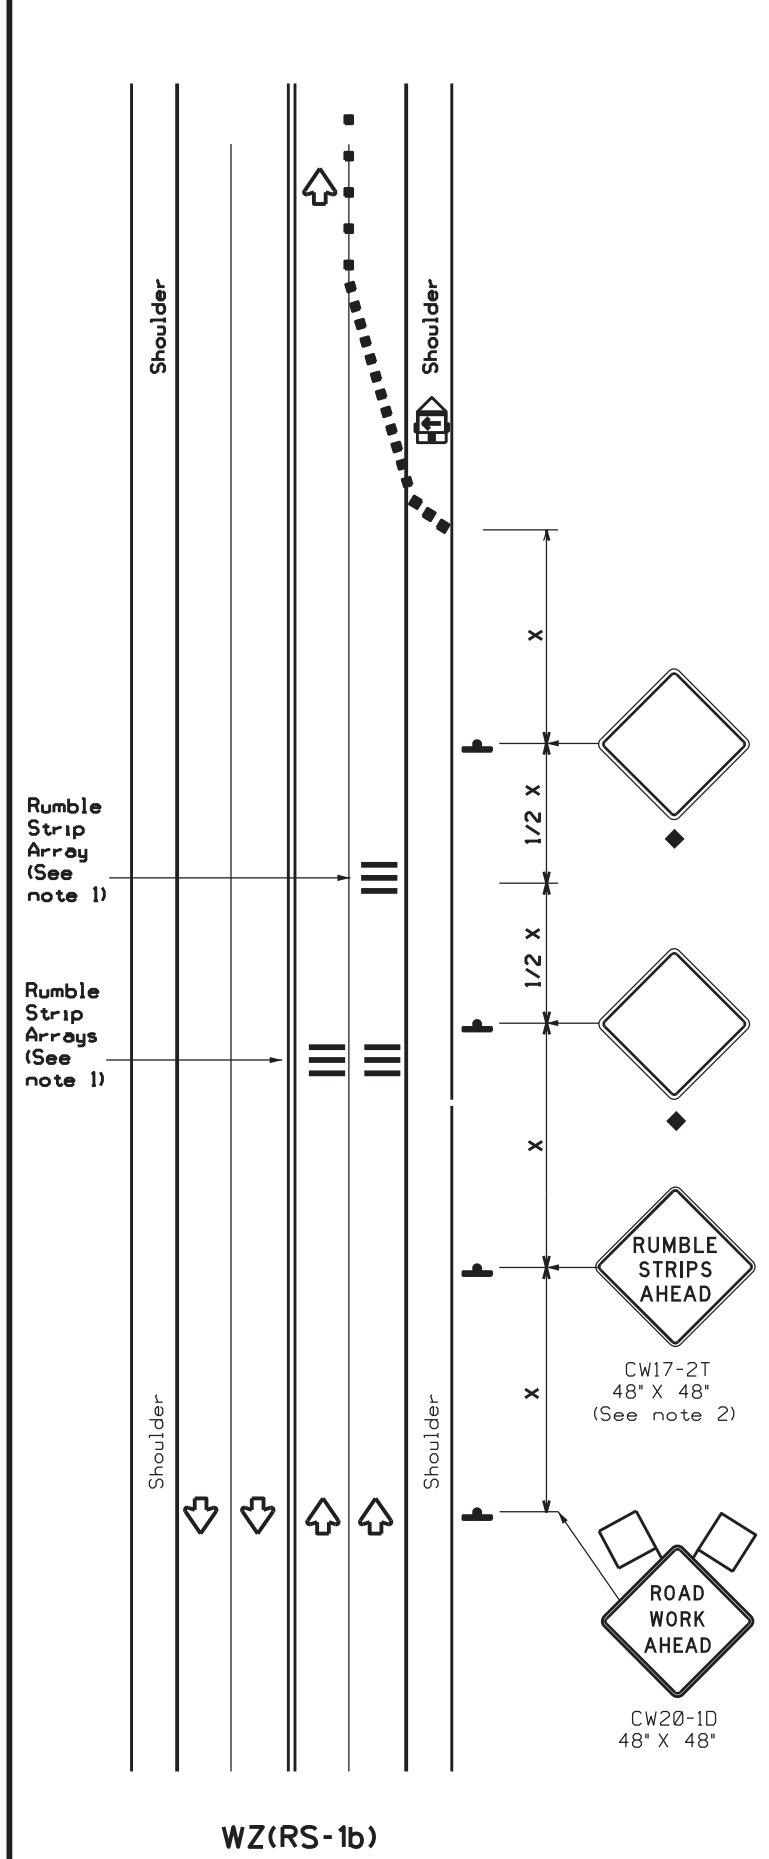 Shoulder
Shoulder
X
1/2 X
Rumble
Strip
Array
(See
note 1)
1/2 X
Rumble
Strip
Arrays
(See
note 1)
X
RUMBLE
STRIPS
AHEAD
CW17-2T
48" X 48"
(See note 2)
X
Shoulder
Shoulder
ROAD
WORK
AHEAD
CW20-1D
48" X 48"
WZ(RS-1b)